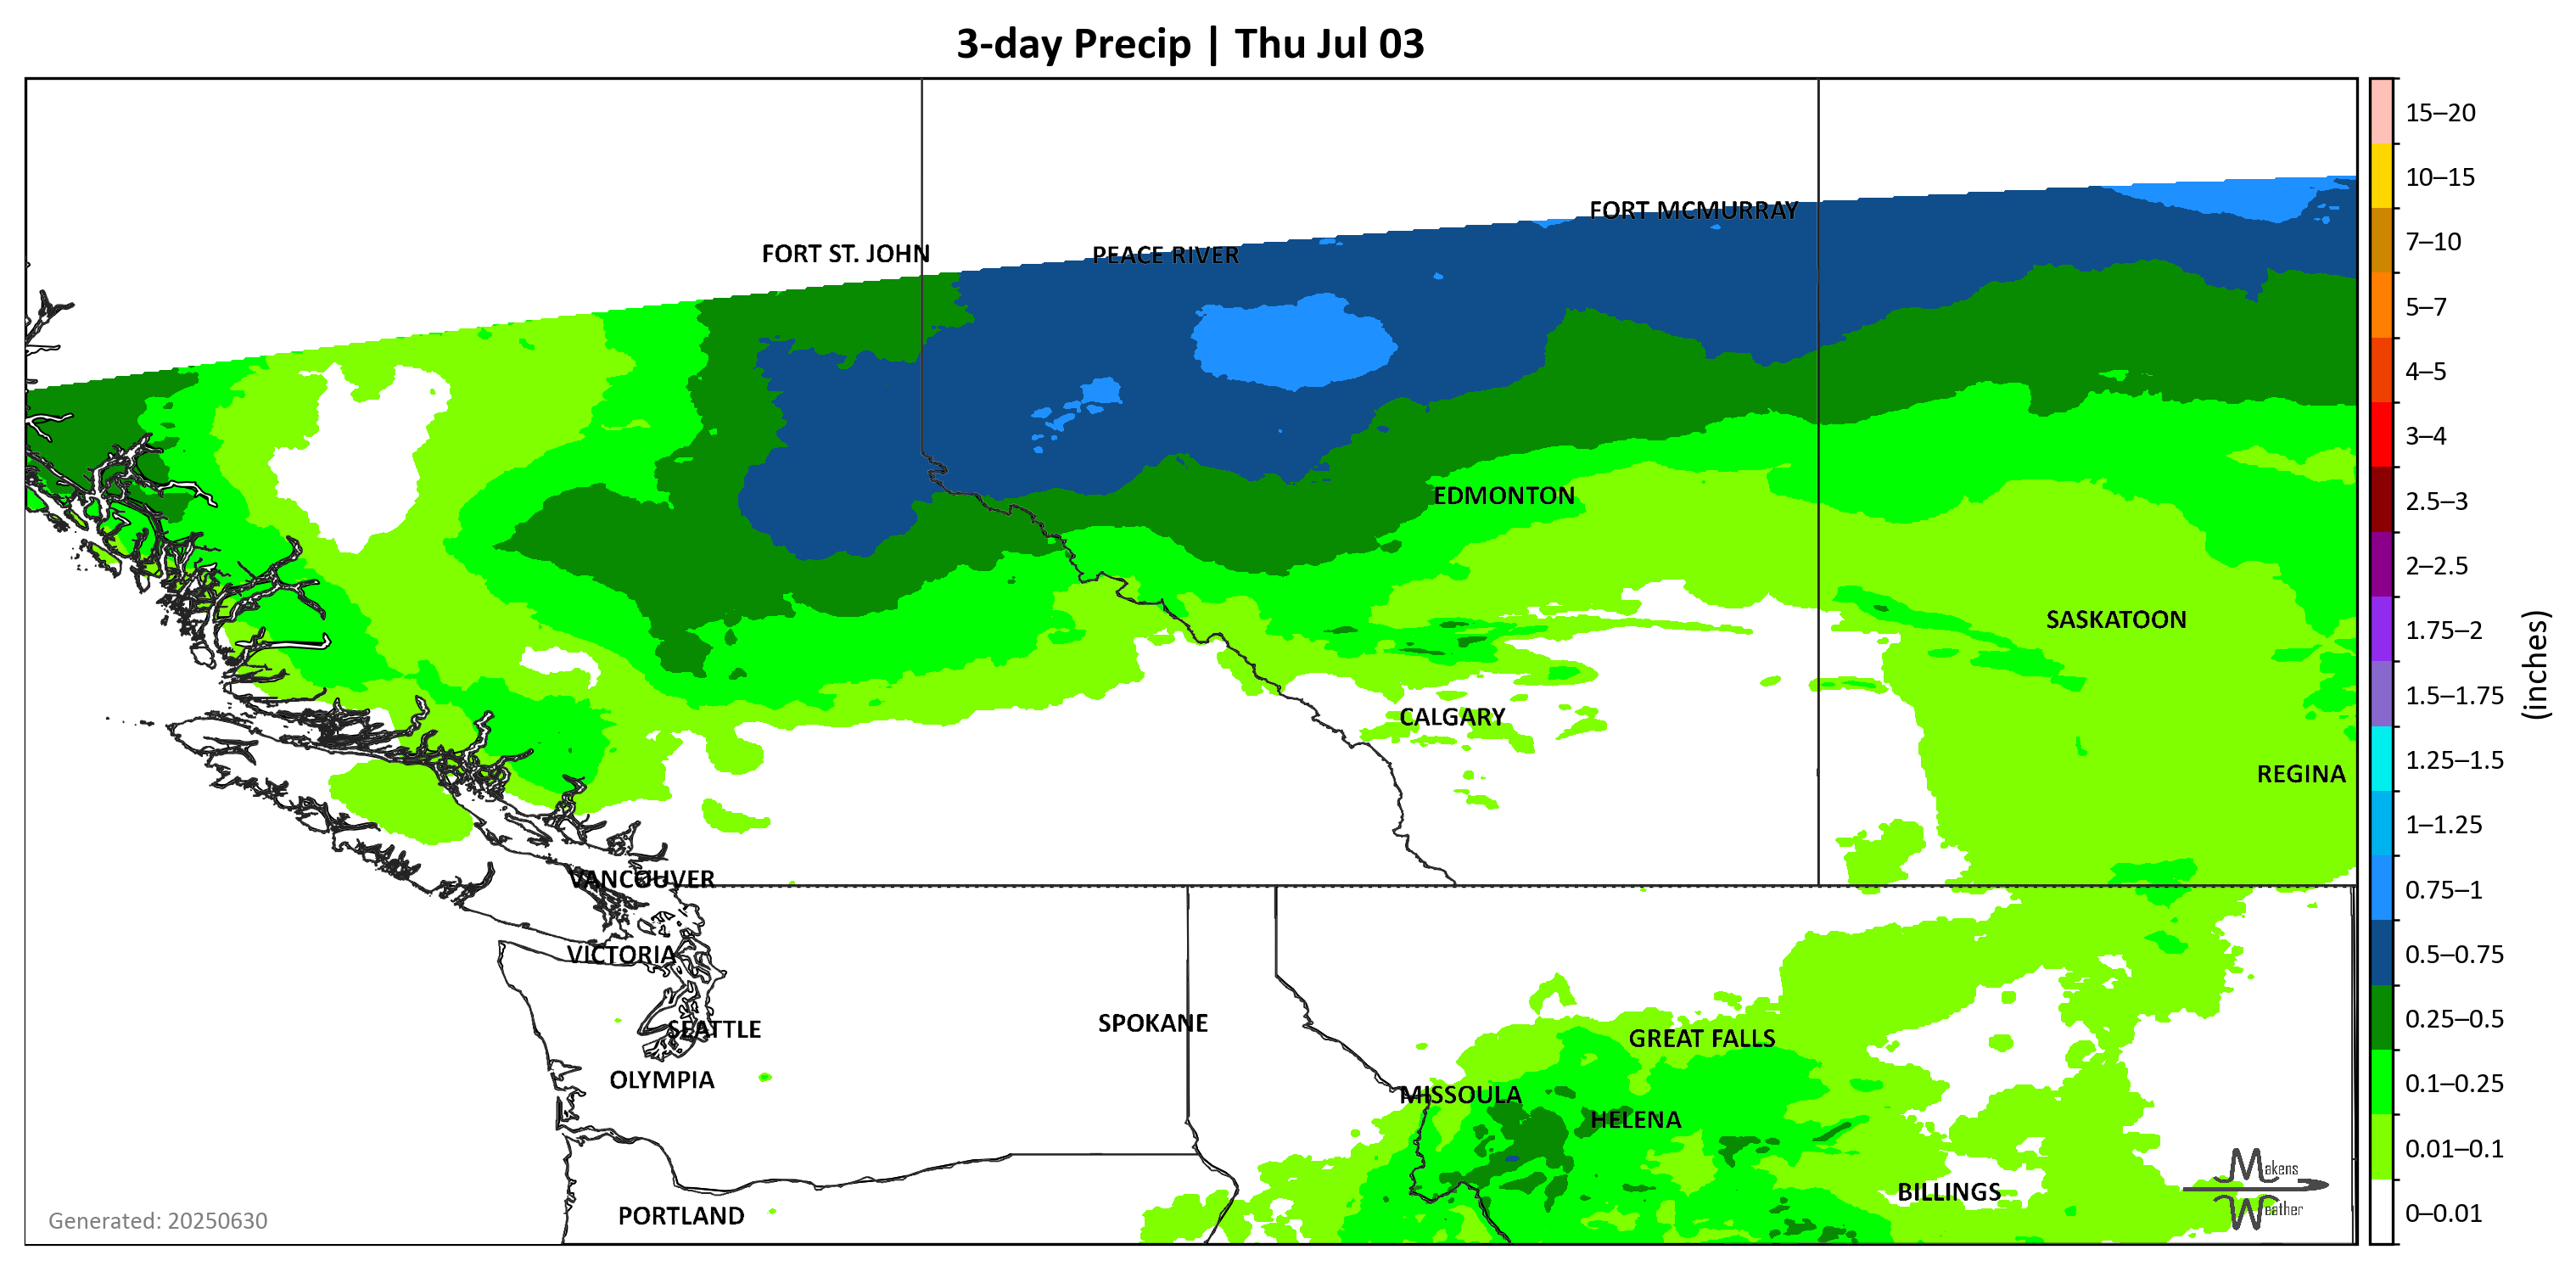 3-day Precip | Thu Jul 03
FORT MCMURRAY
FORT ST. JOHN
PEACE RIVER
EDMONTON
SASKATOON
CALGARY
REGINA
VANCOUVER
VICTORIA
SPOKANE
SEATTLE
GREAT FALLS
OLYMPIA
MISSOULA
HELENA
BILLINGS
PORTLAND
Generated: 20250630
Makens
Weather
15–20
10–15
7–10
5–7
4–5
3–4
2.5–3
2–2.5
1.75–2
1.5–1.75
1.25–1.5
1–1.25
0.75–1
0.5–0.75
0.25–0.5
0.1–0.25
0.01–0.1
0–0.01
(inches)